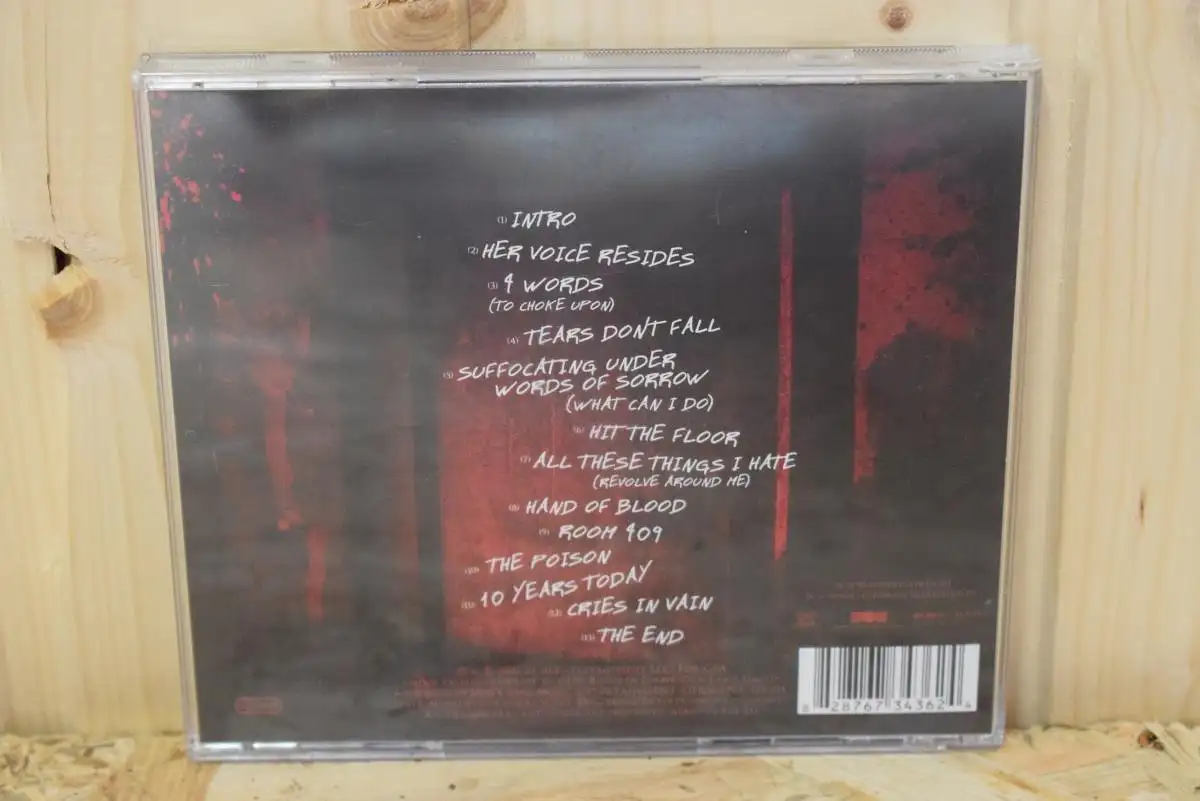 (1) INTRO
(2) HER VOICE RESIDES
(3) 4 WORDS
(TO CHOKE UPON)
(4) TEARS DONT FALL
(5) SUFFOCATING UNDER
WORDS OF SORROW
(WHAT CAN I DO)
(6) HIT THE FLOOR
(7) ALL THESE THINGS I HATE
(REVOLVE AROUND ME)
(8) HAND OF BLOOD
(9) ROOM 409
(10) THE POISON
(11) 10 YEARS TODAY
(12) CRIES IN VAIN
(13) THE END
8 28767 34362 4